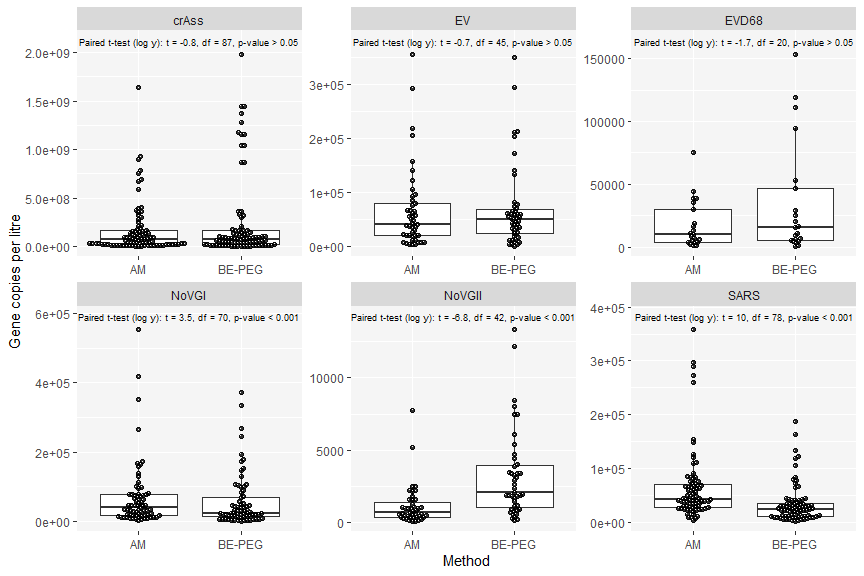 crAss
Paired t-test (log y): t = -0.8, df = 87, p-value > 0.05
2.0e+09
1.5e+09
1.0e+09
5.0e+08
0.0e+00
AM BE-PEG
EV
Paired t-test (log y): t = -0.7, df = 45, p-value > 0.05
3e+05
2e+05
1e+05
0e+00
AM BE-PEG
EVD68
Paired t-test (log y): t = -1.7, df = 20, p-value > 0.05
150000
100000
50000
0
AM BE-PEG
Gene copies per litre
NoVGI
Paired t-test (log y): t = 3.5, df = 70, p-value < 0.001
6e+05
4e+05
2e+05
0e+00
AM BE-PEG
NoVGII
Paired t-test (log y): t = -6.8, df = 42, p-value < 0.001
10000
5000
0
AM BE-PEG
SARS
Paired t-test (log y): t = 10, df = 78, p-value < 0.001
4e+05
3e+05
2e+05
1e+05
0e+00
AM BE-PEG
Method